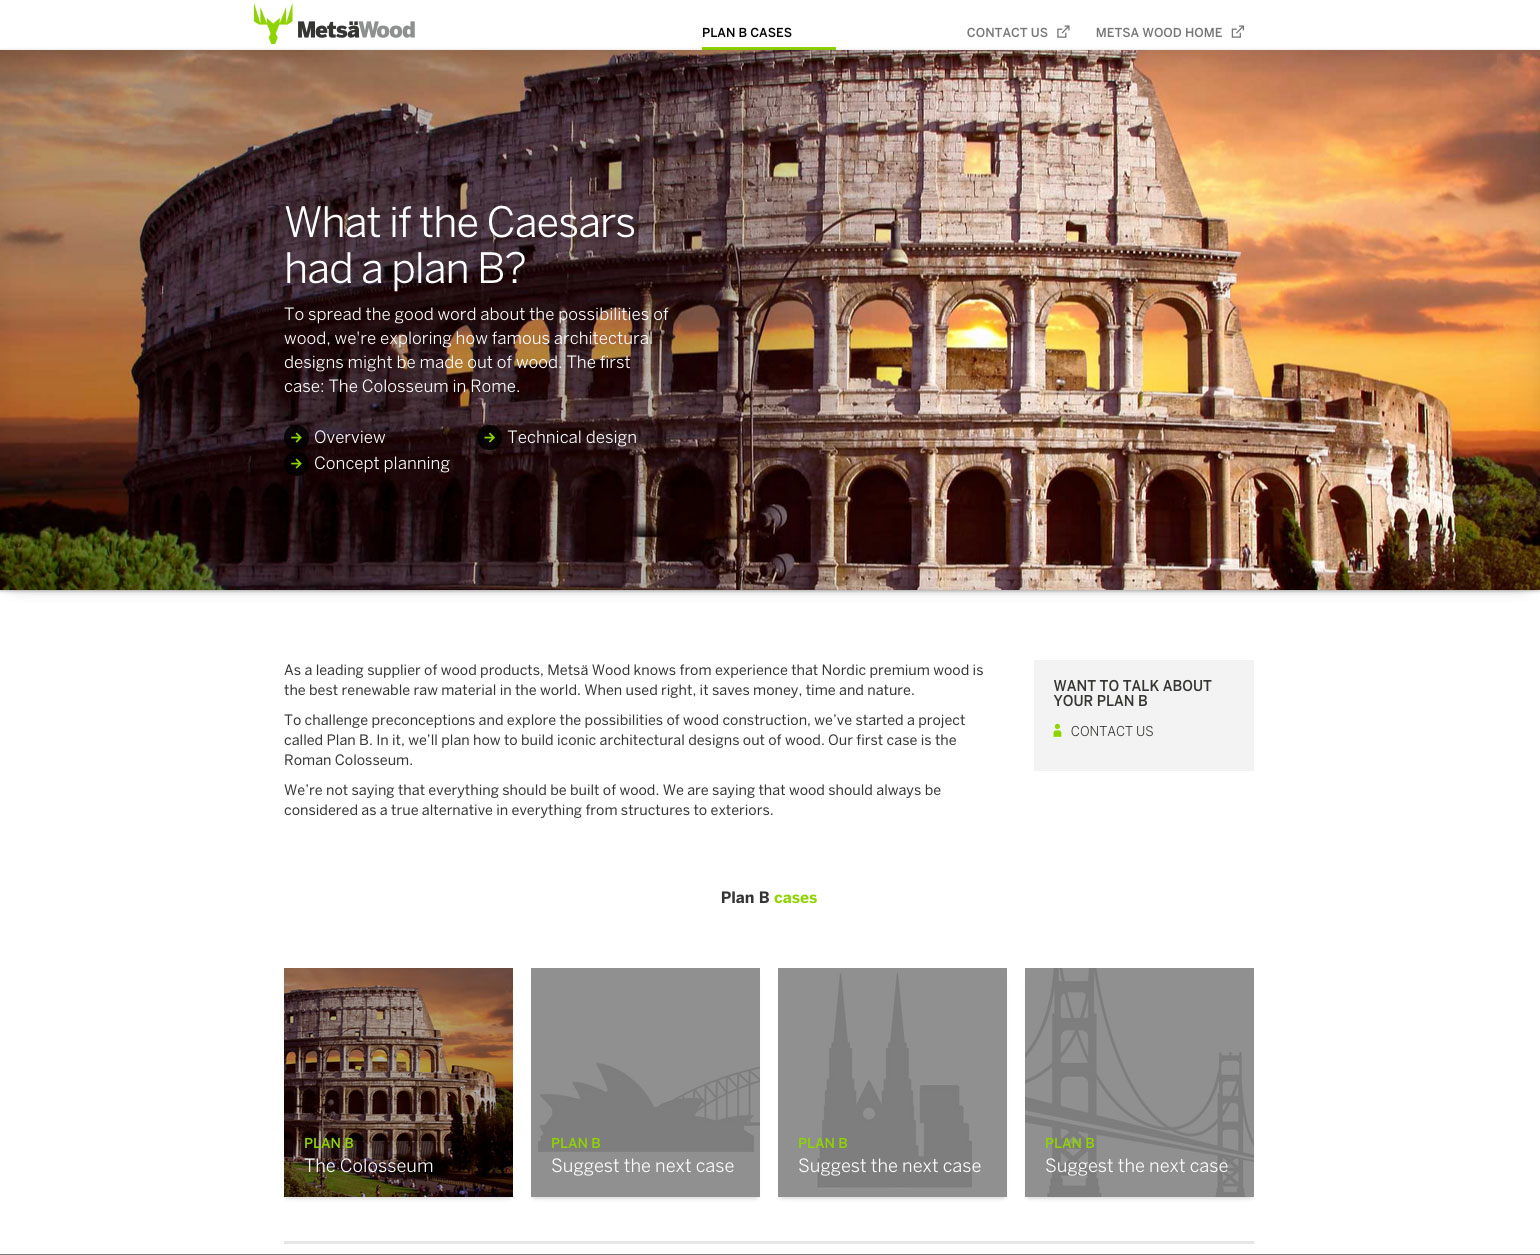 MetsäWood
PLAN B CASES
CONTACT US
METSA WOOD HOME
What if the Caesars
had a plan B?
To spread the good word about the possibilities of
wood, we're exploring how famous architectural
designs might be made out of wood. The first
case: The Colosseum in Rome.
Overview
Technical design
Concept planning
As a leading supplier of wood products, Metsä Wood knows from experience that Nordic premium wood is
the best renewable raw material in the world. When used right, it saves money, time and nature.
To challenge preconceptions and explore the possibilities of wood construction, we’ve started a project
called Plan B. In it, we’ll plan how to build iconic architectural designs out of wood. Our first case is the
Roman Colosseum.
We’re not saying that everything should be built of wood. We are saying that wood should always be
considered as a true alternative in everything from structures to exteriors.
WANT TO TALK ABOUT
YOUR PLAN B
CONTACT US
Plan B cases
PLAN B
The Colosseum
PLAN B
Suggest the next case
PLAN B
Suggest the next case
PLAN B
Suggest the next case